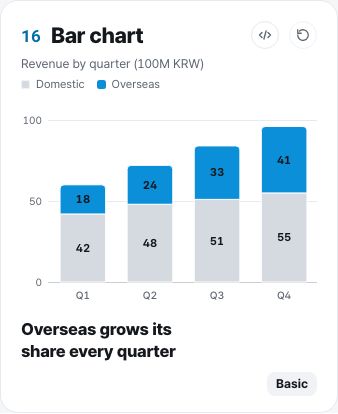 16 Bar chart
</>
Revenue by quarter (100M KRW)
Domestic Overseas
100
50
0
18
24
33
41
42
48
51
55
Q1 Q2 Q3 Q4
Overseas grows its
share every quarter
Basic